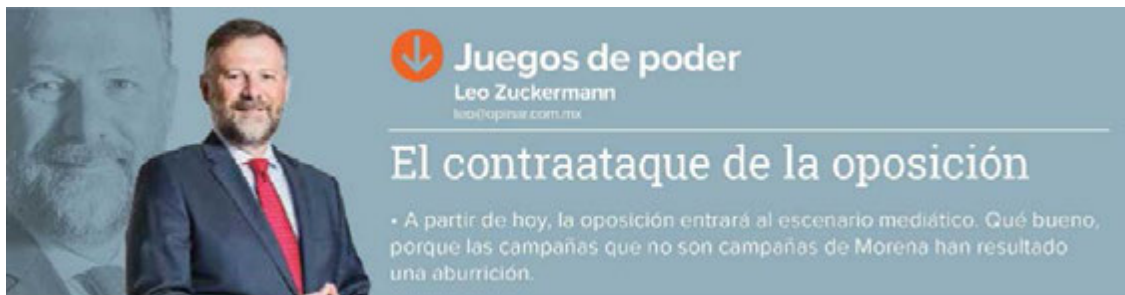 Juegos de poder
Leo Zuckermann
leo@opinar.com.mx
El contraataque de la oposición
• A partir de hoy, la oposición entrará al escenario mediático. Qué bueno,
porque las campañas que no son campañas de Morena han resultado
una aburrición.